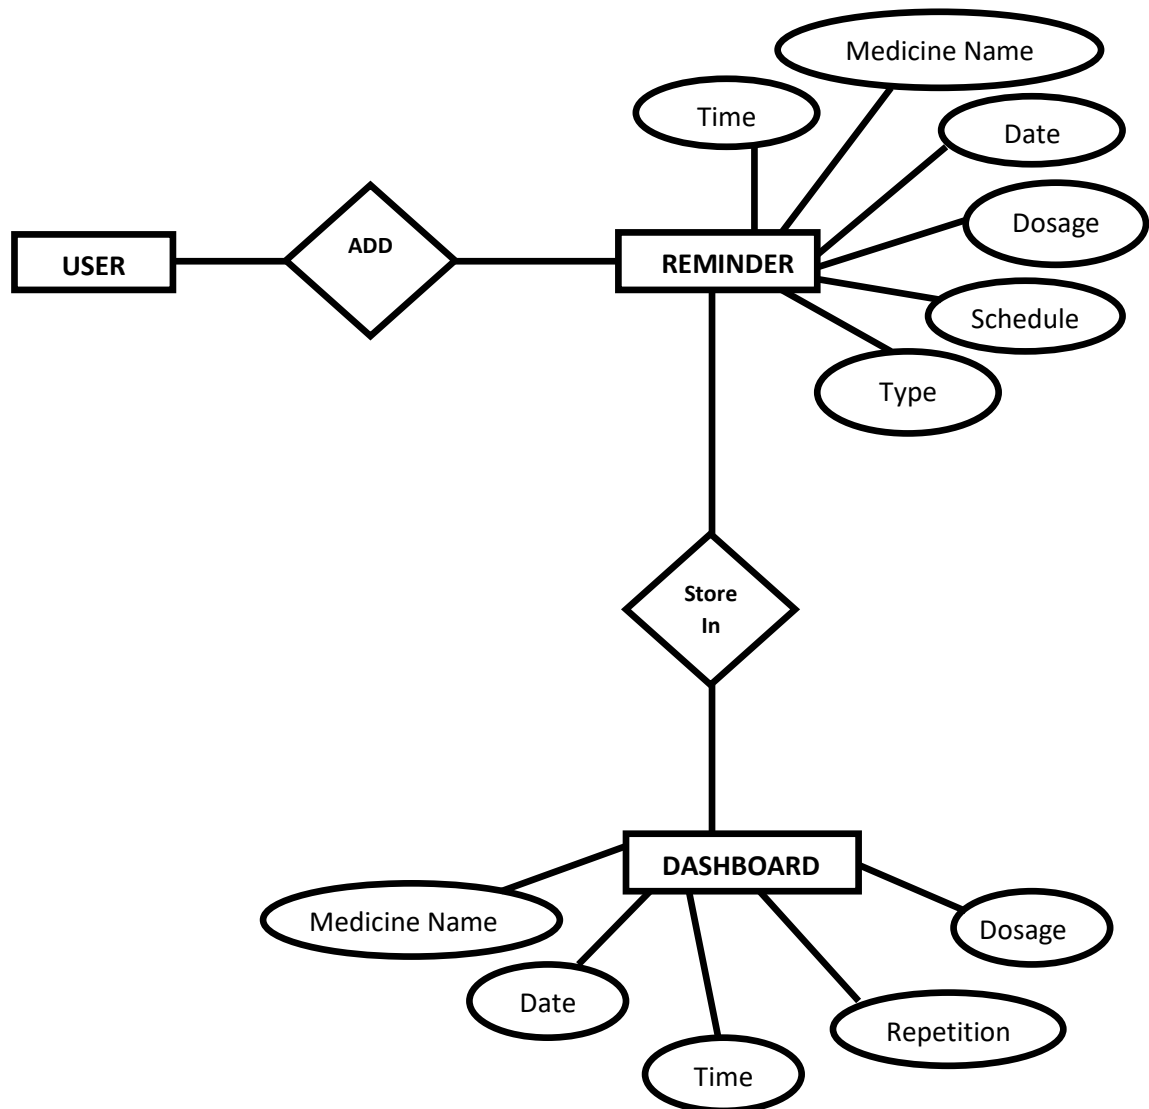 Medicine Name
Time
Date
Dosage
ADD
USER
REMINDER
Schedule
Type
Store
In
DASHBOARD
Medicine Name
Dosage
Date
Repetition
Time